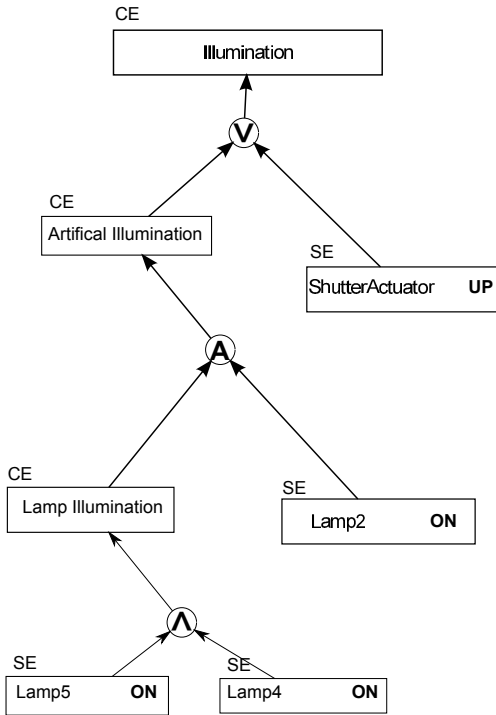 CE
Illumination
V
CE
Artifical Illumination
SE
ShutterActuator UP
A
CE
Lamp Illumination
SE
Lamp2 ON
Λ
SE
Lamp5 ON
SE
Lamp4 ON